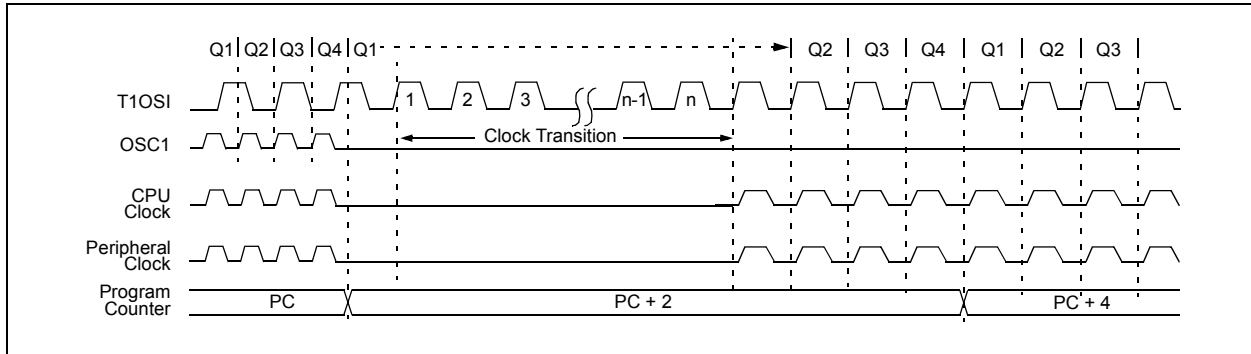 Q1 Q2 Q3 Q4 Q1 Q2 Q3 Q4 Q1 Q2 Q3
T1OSI 1 2 3 n-1 n
Clock Transition
OSC1
CPU
Clock
Peripheral
Clock
Program
Counter
PC PC + 2 PC + 4